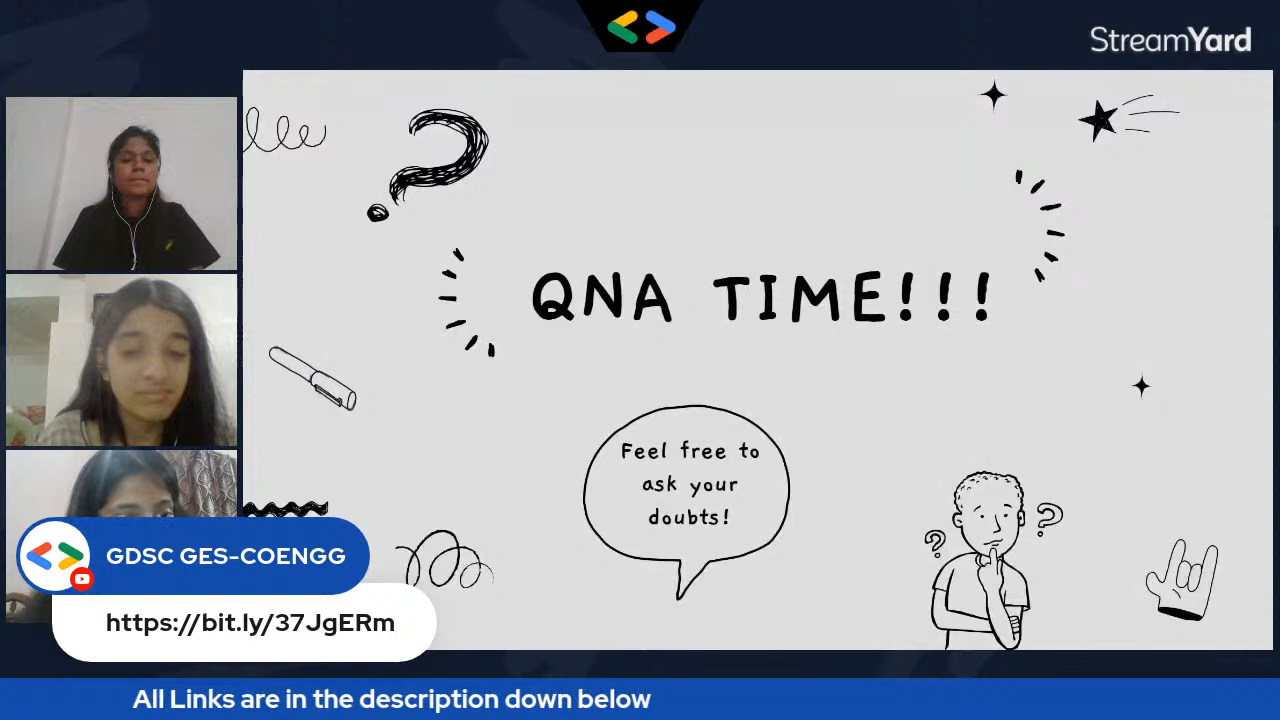 StreamYard
QNA TIME!!!
Feel free to
ask your
doubts!
GDSC GES-COENGG
https://bit.ly/37JgERm
All Links are in the description down below